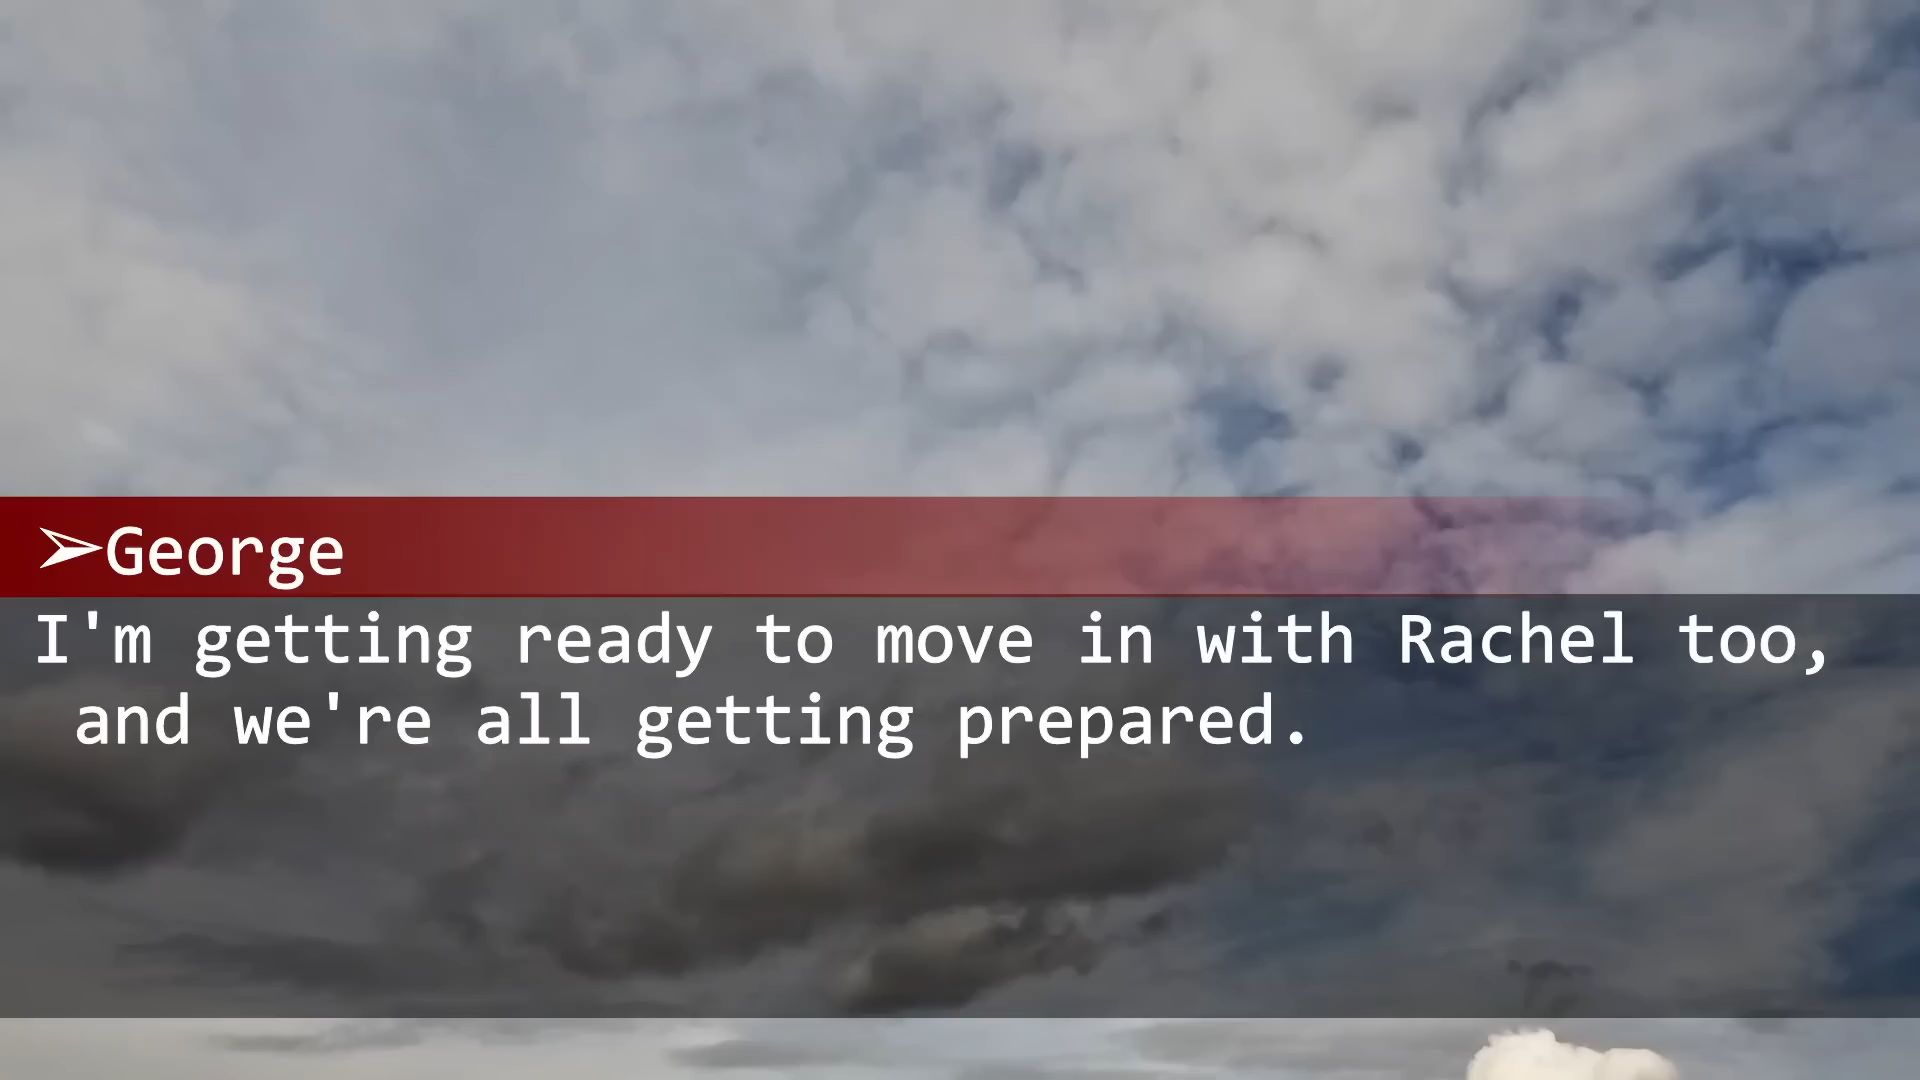 ➢George
I'm getting ready to move in with Rachel too,
and we're all getting prepared.